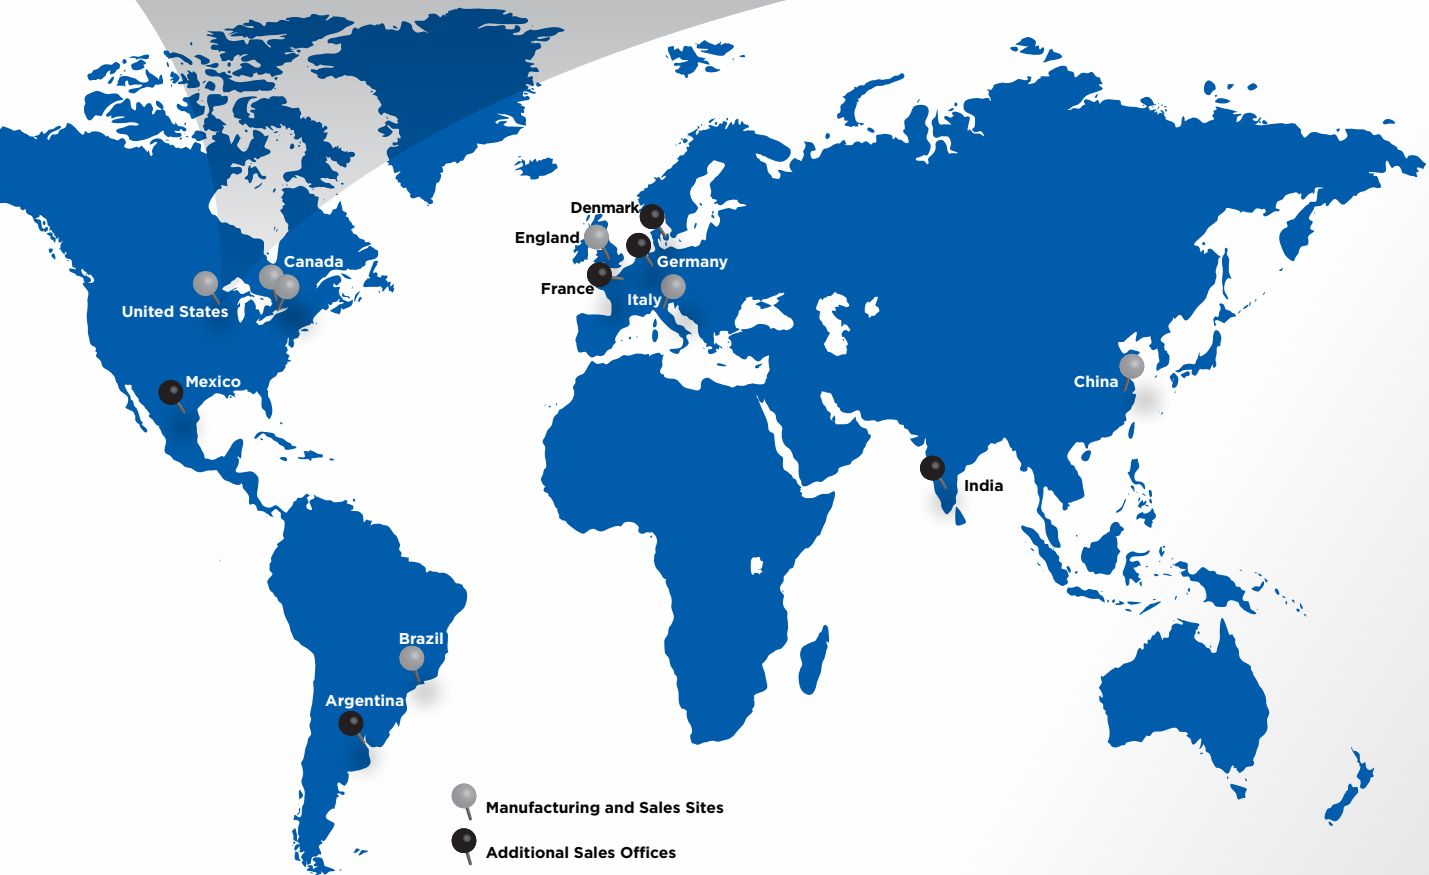 Denmark
England
Canada
Germany
France
Italy
United States
Mexico
China
India
Brazil
Argentina
Manufacturing and Sales Sites
Additional Sales Offices